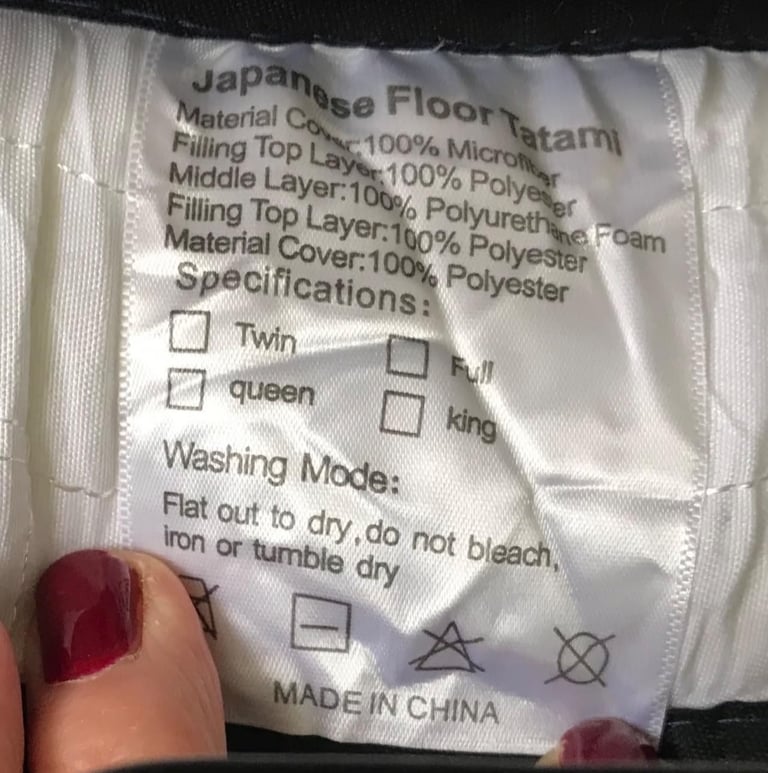 Japanese Floor Tatami
Material Cover:100% Microfiber
Filling Top Layer:100% Polyester
Middle Layer:100% Polyurethane Foam
Filling Top Layer:100% Polyester
Material Cover:100% Polyester
Specifications:
Twin Full
queen king
Washing Mode:
Flat out to dry,do not bleach,
iron or tumble dry
MADE IN CHINA